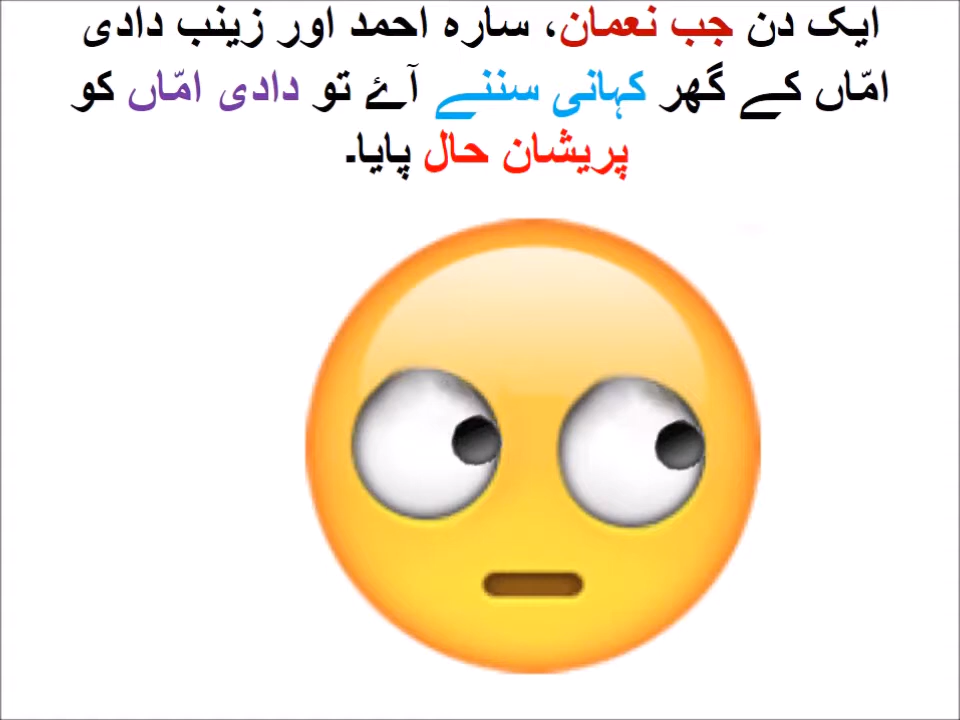 ایک دن جب نعمان، سارہ احمد اور زینب دادی
امّاں کے گھر کہانی سننے آۓ تو دادی امّاں کو
پریشان حال پایا۔